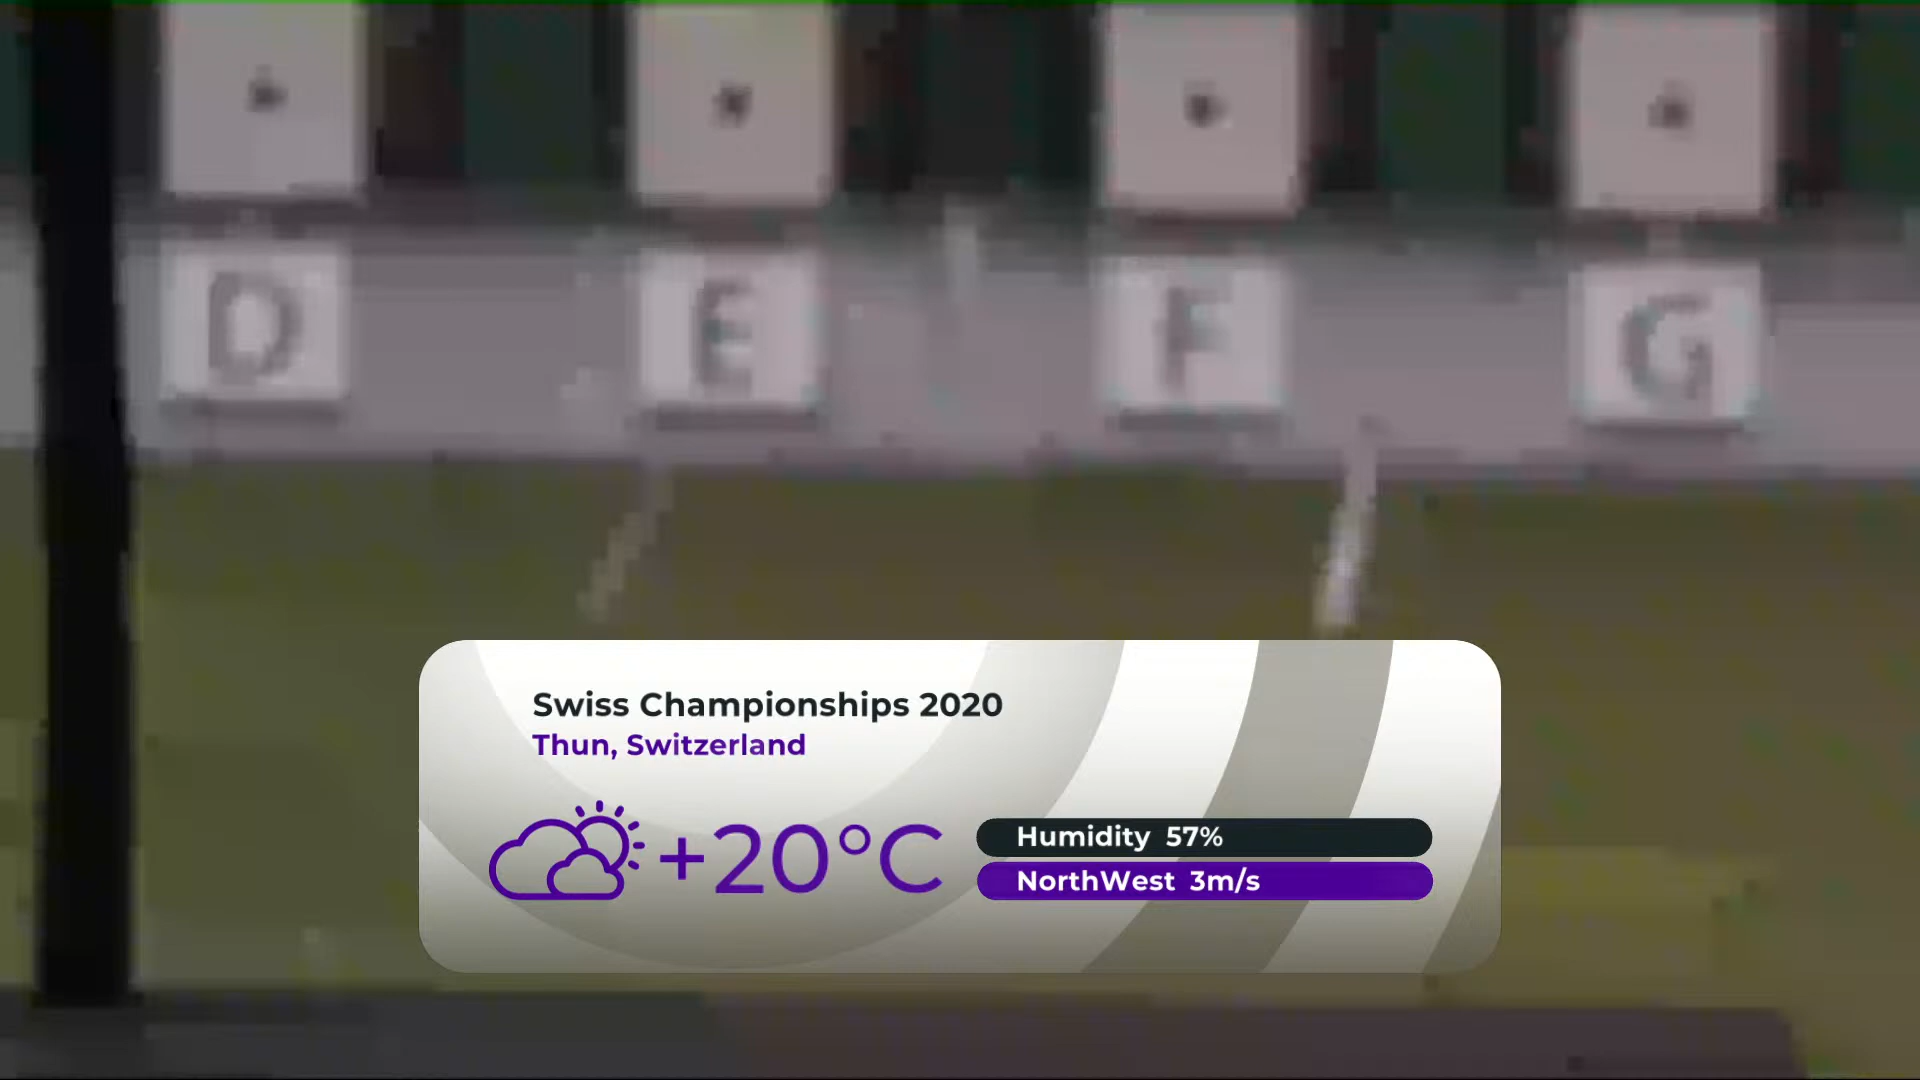 D E F G
Swiss Championships 2020
Thun, Switzerland
+20°C
Humidity 57%
NorthWest 3m/s